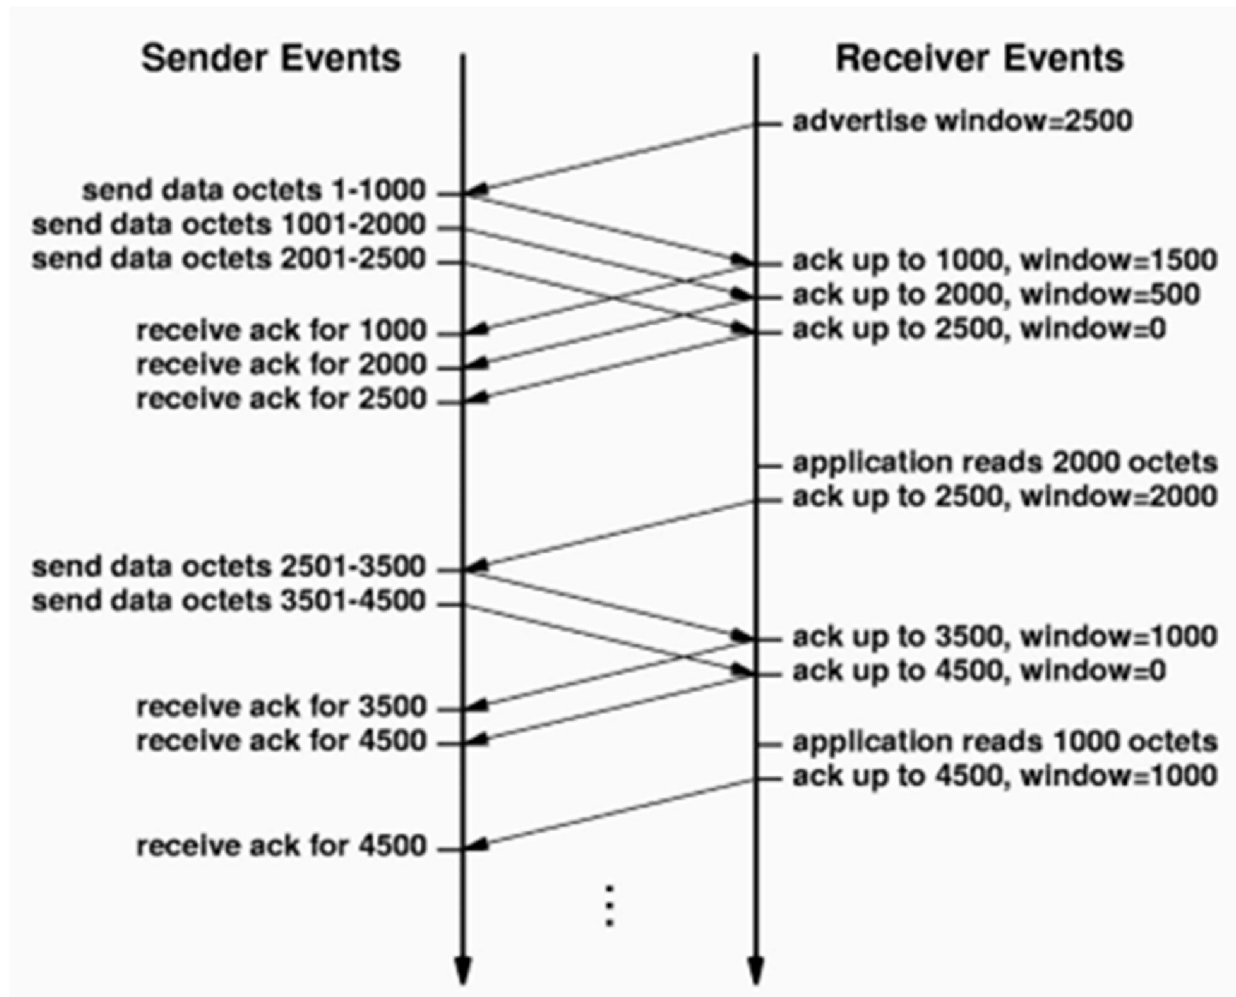 Sender Events
Receiver Events
advertise window=2500
send data octets 1-1000
send data octets 1001-2000
send data octets 2001-2500
ack up to 1000, window=1500
ack up to 2000, window=500
ack up to 2500, window=0
receive ack for 1000
receive ack for 2000
receive ack for 2500
application reads 2000 octets
ack up to 2500, window=2000
send data octets 2501-3500
send data octets 3501-4500
ack up to 3500, window=1000
ack up to 4500, window=0
receive ack for 3500
receive ack for 4500
application reads 1000 octets
ack up to 4500, window=1000
receive ack for 4500